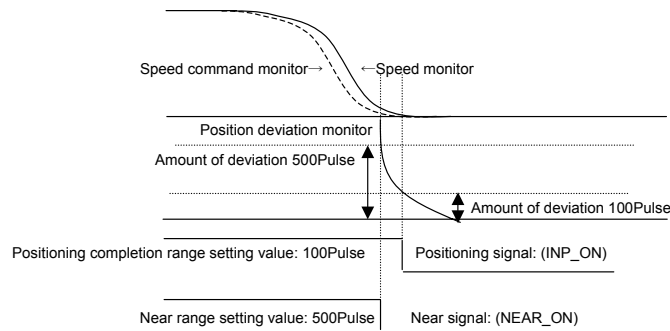 Speed command monitor→ ←Speed monitor
Position deviation monitor
Amount of deviation 500Pulse
Amount of deviation 100Pulse
Positioning completion range setting value: 100Pulse Positioning signal: (INP_ON)
Near range setting value: 500Pulse Near signal: (NEAR_ON)